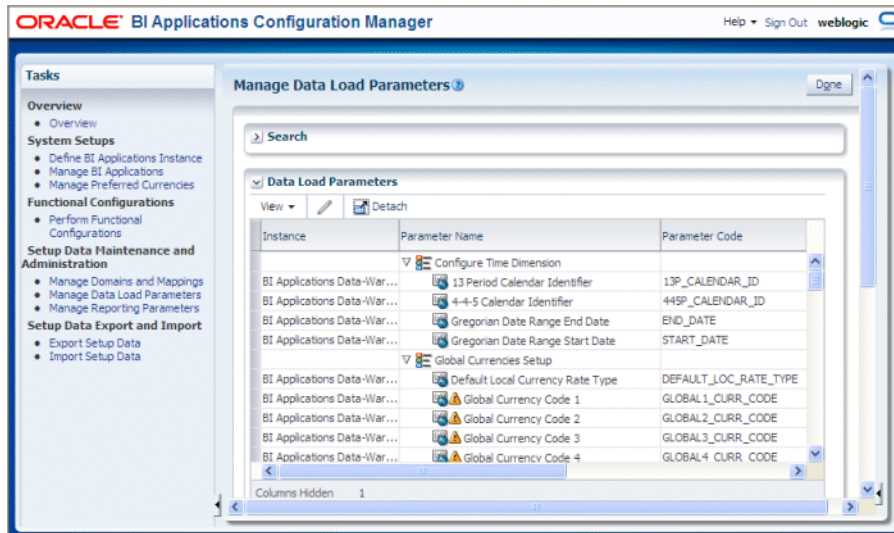 ORACLE® BI Applications Configuration Manager
Help Sign Out weblogic
Tasks
Overview
Overview
System Setups
Define BI Applications Instance
Manage BI Applications
Manage Preferred Currencies
Functional Configurations
Perform Functional
Configurations
Setup Data Maintenance and
Administration
Manage Domains and Mappings
Manage Data Load Parameters
Manage Reporting Parameters
Setup Data Export and Import
Export Setup Data
Import Setup Data
Manage Data Load Parameters
Done
Search
Data Load Parameters
View Detach
Instance Parameter Name Parameter Code
Configure Time Dimension
BI Applications Data-War... 13 Period Calendar Identifier 13P_CALENDAR_ID
BI Applications Data-War... 4-4-5 Calendar Identifier 445P_CALENDAR_ID
BI Applications Data-War... Gregorian Date Range End Date END_DATE
BI Applications Data-War... Gregorian Date Range Start Date START_DATE
Global Currencies Setup
BI Applications Data-War... Default Local Currency Rate Type DEFAULT_LOC_RATE_TYPE
BI Applications Data-War... Global Currency Code 1 GLOBAL1_CURR_CODE
BI Applications Data-War... Global Currency Code 2 GLOBAL2_CURR_CODE
BI Applications Data-War... Global Currency Code 3 GLOBAL3_CURR_CODE
BI Applications Data-War... Global Currency Code 4 GLOBAL4_CURR_CODE
Columns Hidden 1